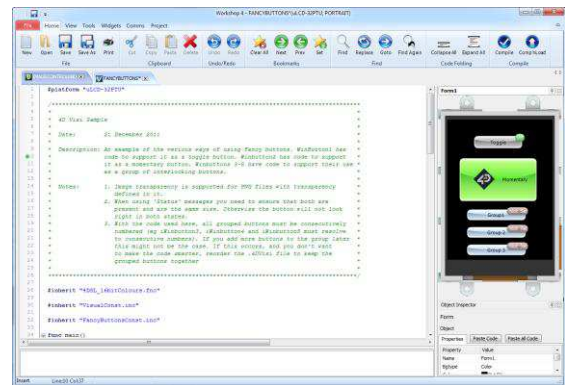 Workshop 4 - FANCYBUTTONS*(uLCD-32PTU, PORTRAIT)
File Home View Tools Widgets Comms Project
New Open Save Save As Print Cut Copy Paste Delete Undo Redo Clear All Next Prev Set Find Replace Goto Find Again Collapse All Expand All Compile Comp'nLoad
File Clipboard Undo/Redo Bookmarks Find Code Folding Compile
FANCYBUTTONS*
#platform "uLCD-32PTU"
4D Visi Sample
Date: 2; December 2011
Description: An example of the various ways of using Fancy buttons. WinButton1 has
code to support it as a toggle button. Winbutton2 has code to support
it as a momentary button. Winbuttons 3-5 have code to support their use
as a group of interlocking buttons.
Notes: 1. Image transparency is supported for PNG files with transparency
defined in it.
2. When using 'Status' messages you need to ensure that both are
present and are the same size. Otherwise the button will not look
right in both states.
3. With the code used here, all grouped buttons must be consecutively
numbered (eg iWinbutton3, iWinbutton4 and iWinbutton5 must resolve
to consecutive numbers). If you add more buttons to the group later
this might not be the case. If this occurs, and you don't want
to make the code smarter, reorder the .4DVisi file to keep the
grouped buttons together
#inherit "4DGL_16bitColours.fnc"
#inherit "VisualConst.inc"
#inherit "FancyButtonsConst.inc"
func main()
Form1
Toggle
Momentary
Group1
Group 2
Group 3
Object Inspector
Form
Object
Properties Paste Code Paste all Code
Property Value
Name Form1
Bgtype Color
Insert Line:10 Col:37